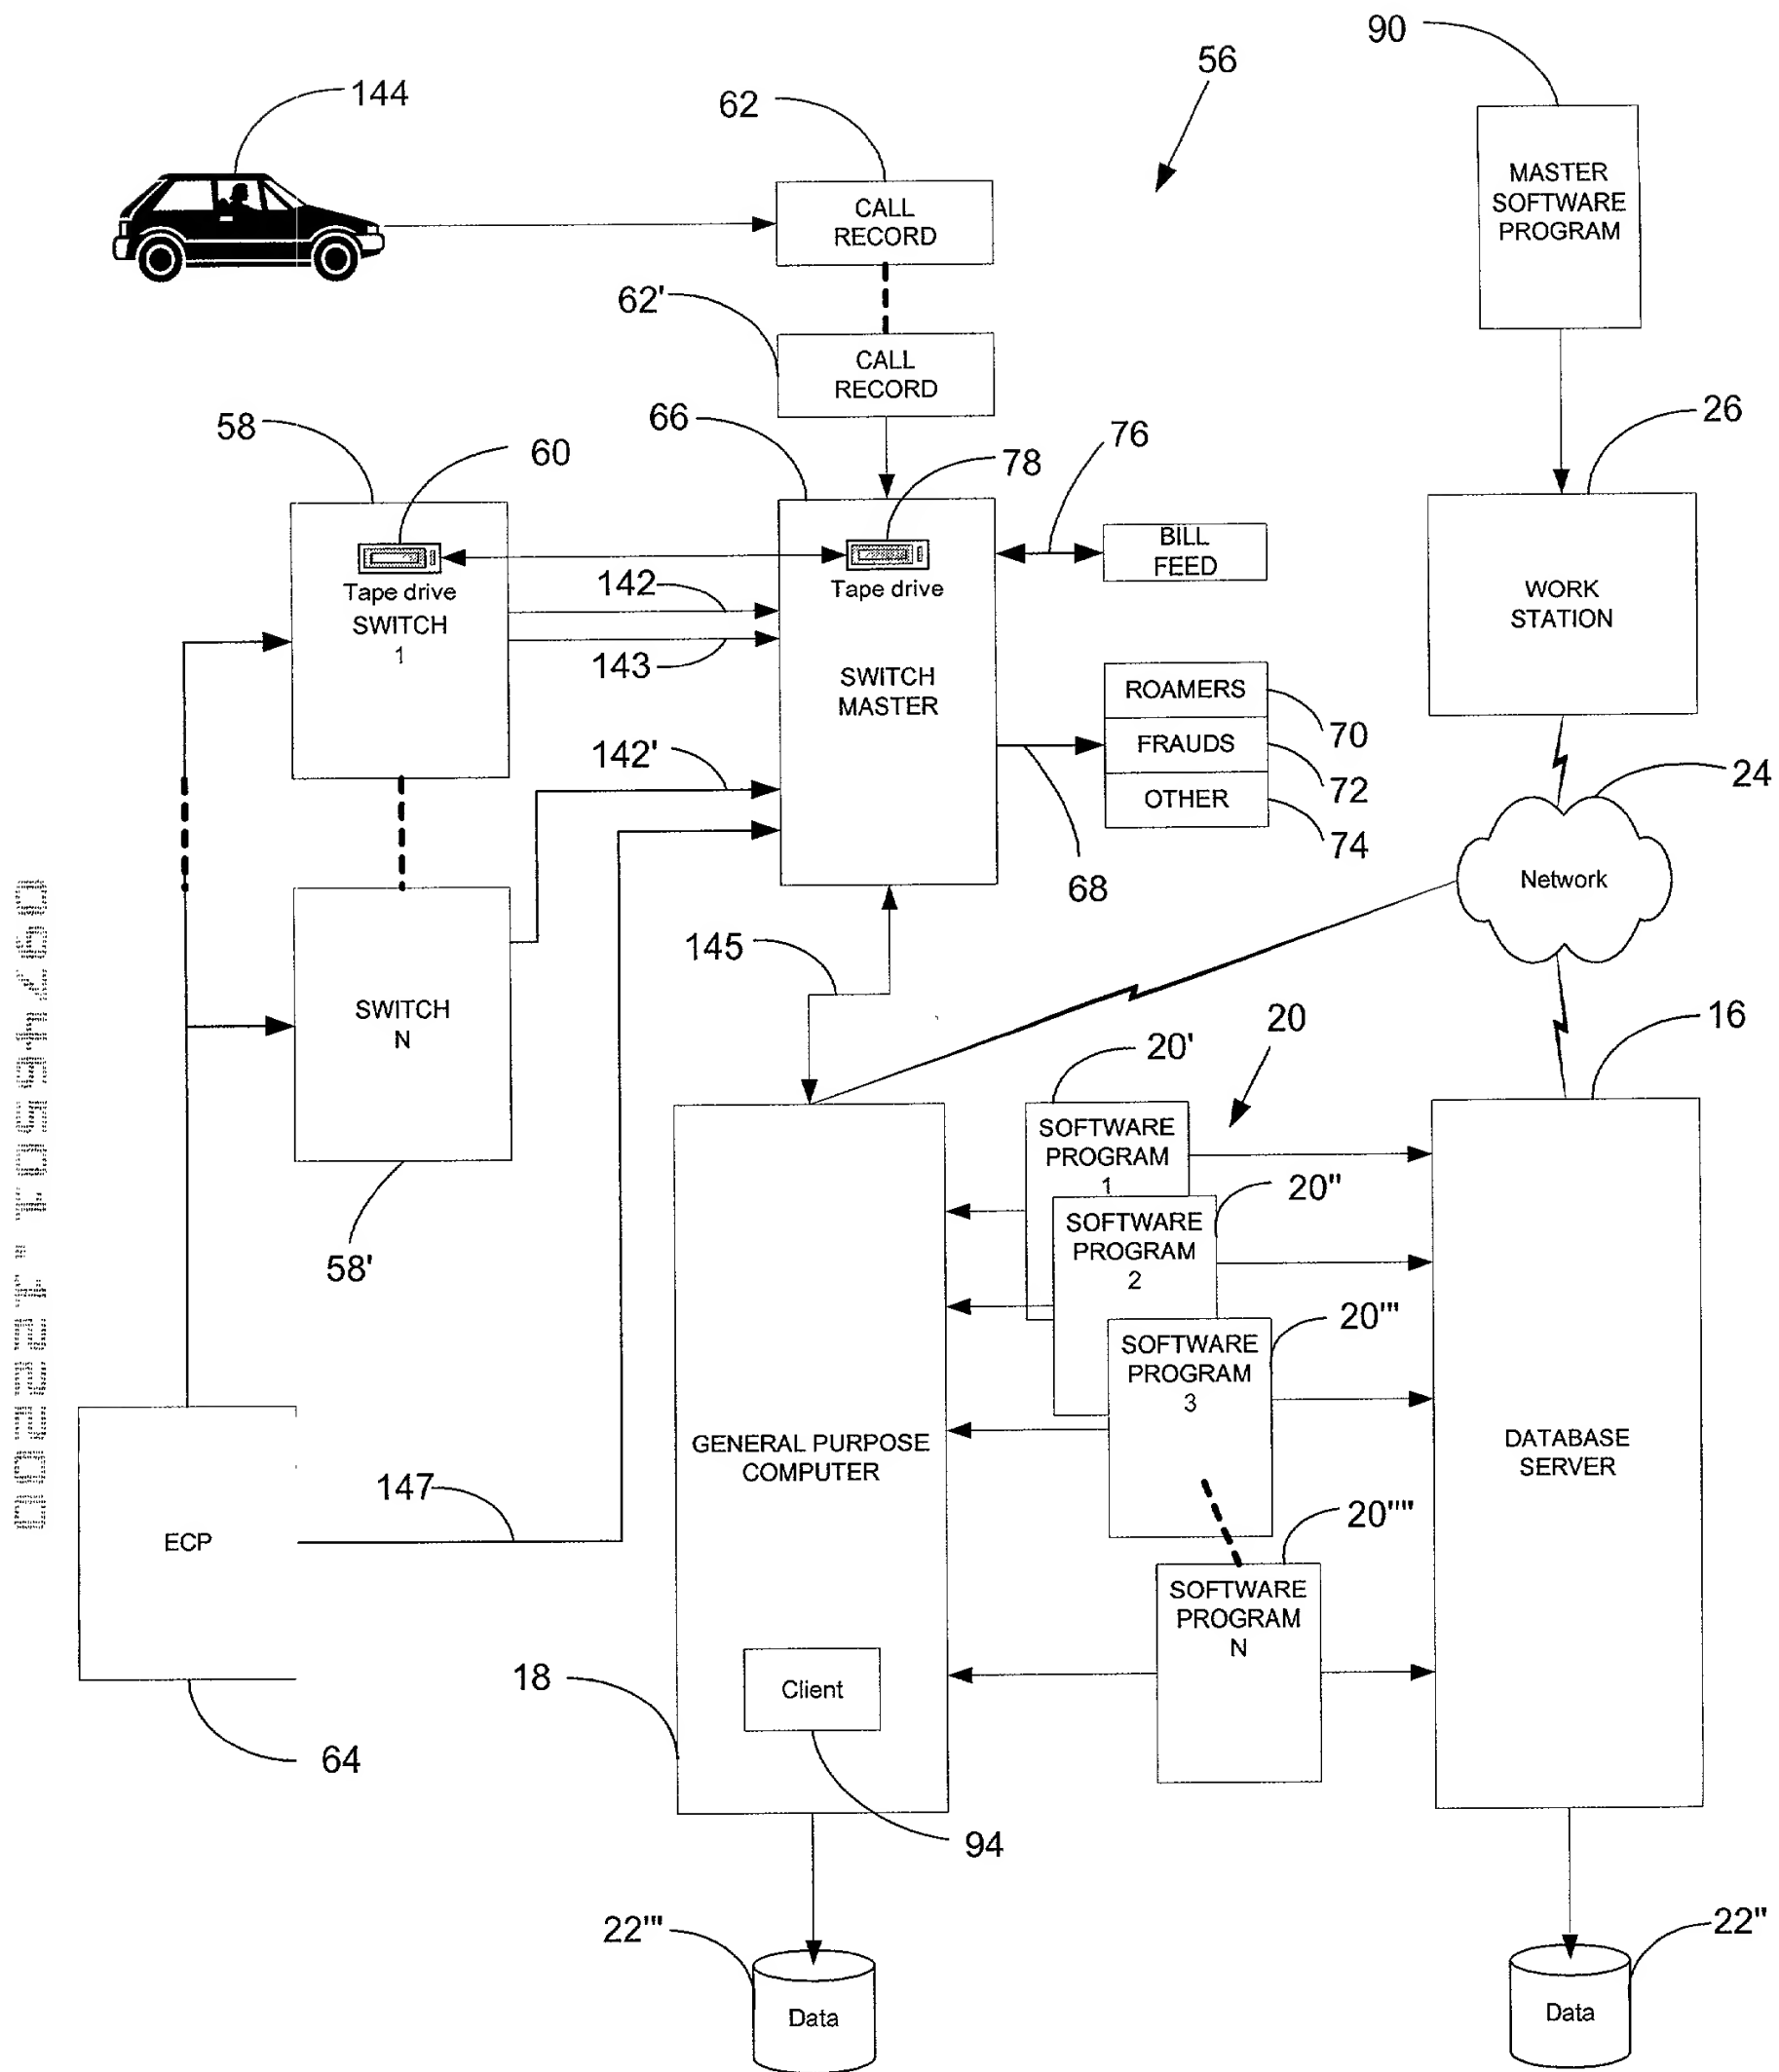 90
56
144
62
MASTER
SOFTWARE
PROGRAM
CALL
RECORD
62'
CALL
RECORD
58
60
66
78
76
26
Tape drive
SWITCH
1
142
143
Tape drive
SWITCH
MASTER
BILL
FEED
WORK
STATION
ROAMERS
70
FRAUDS
72
OTHER
74
142'
68
24
Network
SWITCH
N
58'
145
20'
20
16
SOFTWARE
PROGRAM
1
20"
SOFTWARE
PROGRAM
2
20'"
SOFTWARE
PROGRAM
3
GENERAL PURPOSE
COMPUTER
DATABASE
SERVER
147
ECP
64
20""
SOFTWARE
PROGRAM
N
18
Client
94
22'"
Data
22"
Data